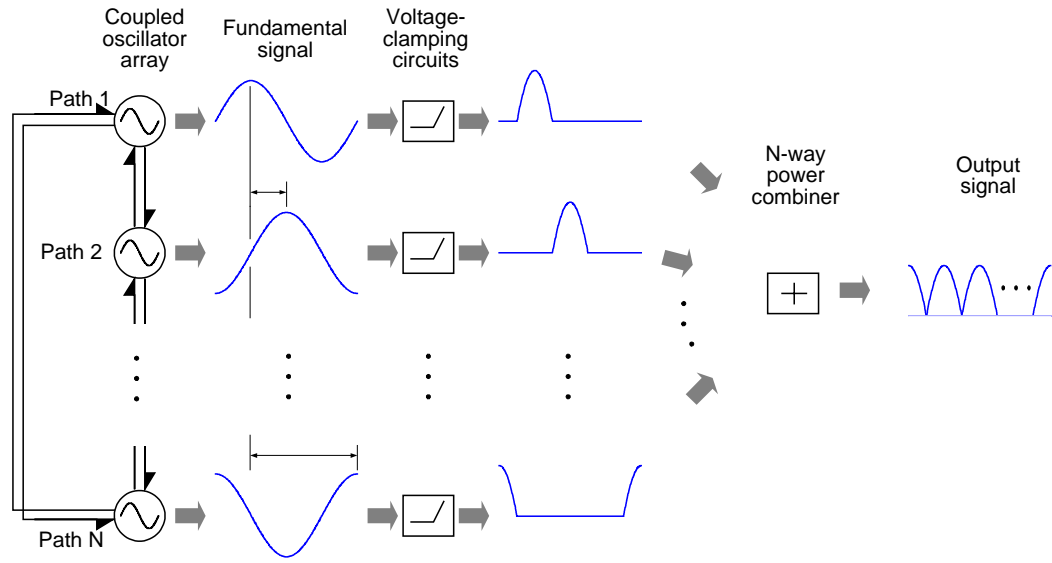 Coupled
oscillator
array
Fundamental
signal
Voltage-
clamping
circuits
Path 1
N-way
power
combiner
Output
signal
Path 2
Path N